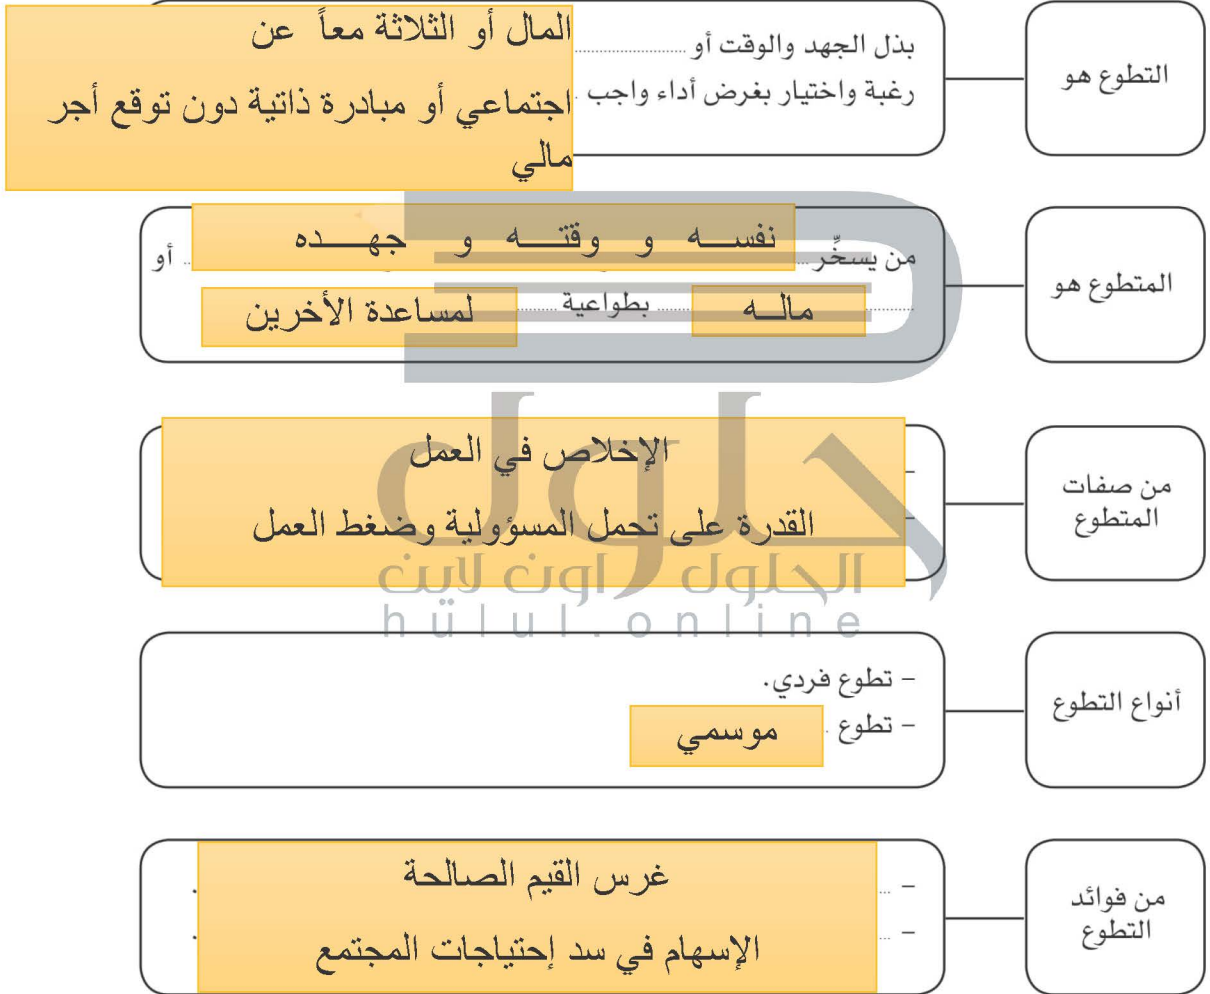 التطوع هو
بذل الجهد والوقت أو المال أو الثلاثة معاً عن
رغبة واختيار بغرض أداء واجب اجتماعي أو مبادرة ذاتية دون توقع أجر
مالي
المتطوع هو
من يسخِّر نفســه و وقتــه و جهــده أو
مالــه بطواعية لمساعدة الأخرين
من صفات
المتطوع
– الإخلاص في العمل
– القدرة على تحمل المسؤولية وضغط العمل
حلول
الحلول اون لاين
hülul.online
أنواع التطوع
– تطوع فردي.
– تطوع موسمي
من فوائد
التطوع
– غرس القيم الصالحة .
– الإسهام في سد إحتياجات المجتمع .